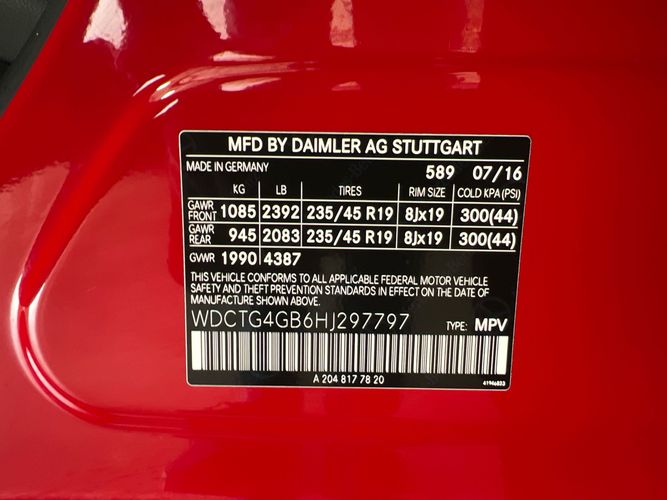 MFD BY DAIMLER AG STUTTGART
MADE IN GERMANY 589 07/16
KG LB TIRES RIM SIZE COLD KPA (PSI)
GAWR FRONT 1085 2392 235/45 R19 8Jx19 300(44)
GAWR REAR 945 2083 235/45 R19 8Jx19 300(44)
GVWR 1990 4387
THIS VEHICLE CONFORMS TO ALL APPLICABLE FEDERAL MOTOR VEHICLE
SAFETY AND THEFT PREVENTION STANDARDS IN EFFECT ON THE DATE OF
MANUFACTURE SHOWN ABOVE.
WDCTG4GB6HJ297797 TYPE: MPV
A 204 817 78 20 41946833